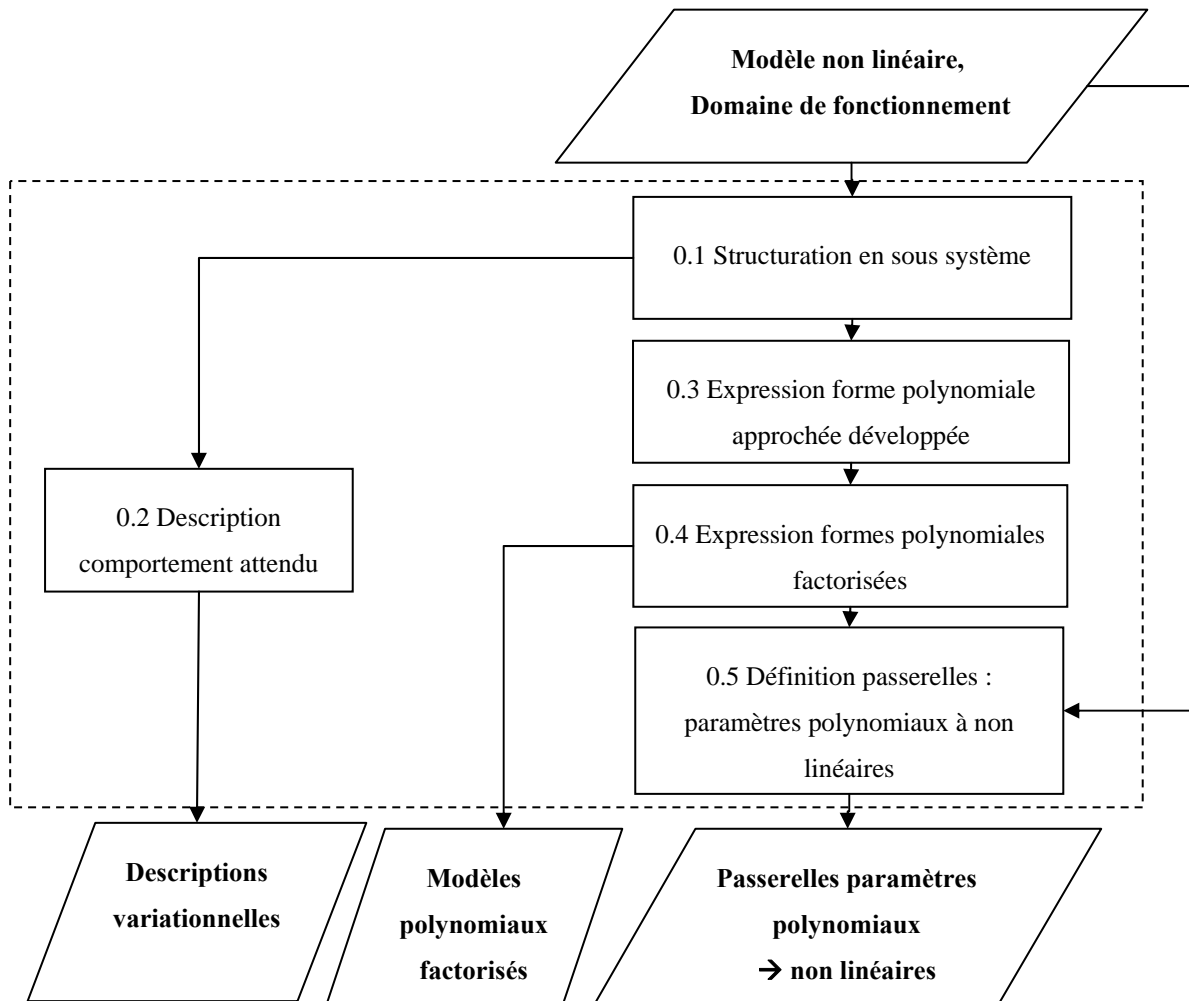 Modèle non linéaire,
Domaine de fonctionnement
0.1 Structuration en sous système
0.3 Expression forme polynomiale
approchée développée
0.2 Description
comportement attendu
0.4 Expression formes polynomiales
factorisées
0.5 Définition passerelles :
paramètres polynomiaux à non
linéaires
Descriptions
variationnelles
Modèles
polynomiaux
factorisés
Passerelles paramètres
polynomiaux
→ non linéaires